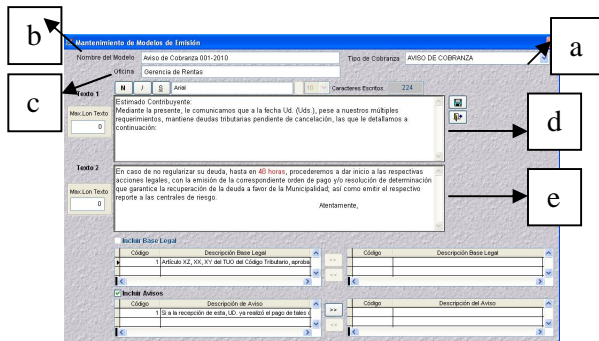 b
a
c
d
e
Mantenimiento de Modelos de Emisión
Nombre del Modelo Aviso de Cobranza 001-2010 Tipo de Cobranza AVISO DE COBRANZA
Oficina Gerencia de Rentas
Texto 1 N I S Arial 10 Caracteres Escritos 224
Max.Lon Texto
0
Estimado Contribuyente:
Mediante la presente, le comunicamos que a la fecha Ud. (Uds.), pese a nuestros múltiples
requerimientos, mantiene deudas tributarias pendiente de cancelación, las que le detallamos a
continuación:
Texto 2
Max.Lon Texto
0
En caso de no regularizar su deuda, hasta en 48 horas, procederemos a dar inicio a las respectivas
acciones legales, con la emisión de la correspondiente orden de pago y/o resolución de determinación
que garantice la recuperación de la deuda a favor de la Municipalidad; así como emitir el respectivo
reporte a las centrales de riesgo.
Atentamente,
Incluir Base Legal
Código Descripción Base Legal Código Descripción Base Legal
1 Artículo XZ, XX, XY del TUO del Código Tributario, aproba
>>
<<
Incluir Avisos
Código Descripción de Aviso Código Descripción del Aviso
1 Si a la recepción de esta, UD. ya realizó el pago de tales
>>
<<